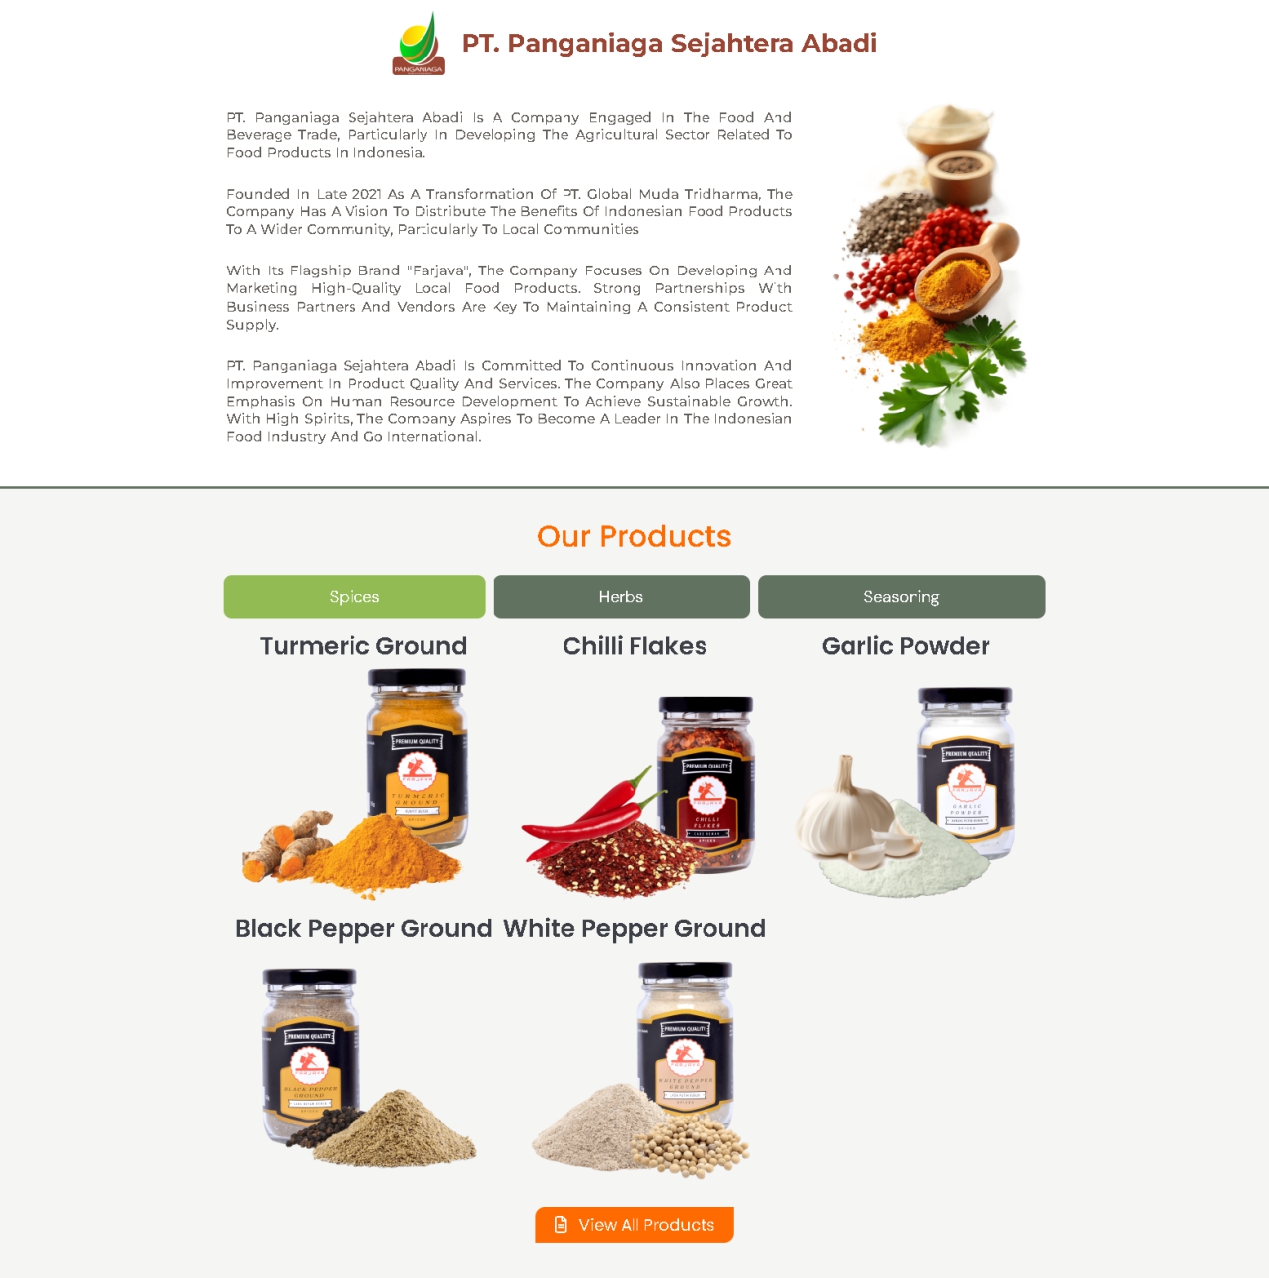 PANGANIAGA
PT. Panganiaga Sejahtera Abadi
PT. Panganiaga Sejahtera Abadi Is A Company Engaged In The Food And
Beverage Trade, Particularly In Developing The Agricultural Sector Related To
Food Products In Indonesia.
Founded In Late 2021 As A Transformation Of PT. Global Muda Tridharma, The
Company Has A Vision To Distribute The Benefits Of Indonesian Food Products
To A Wider Community, Particularly To Local Communities
With Its Flagship Brand "Farjava", The Company Focuses On Developing And
Marketing High-Quality Local Food Products. Strong Partnerships With
Business Partners And Vendors Are Key To Maintaining A Consistent Product
Supply.
PT. Panganiaga Sejahtera Abadi Is Committed To Continuous Innovation And
Improvement In Product Quality And Services. The Company Also Places Great
Emphasis On Human Resource Development To Achieve Sustainable Growth.
With High Spirits, The Company Aspires To Become A Leader In The Indonesian
Food Industry And Go International.
Our Products
Spices
Herbs
Seasoning
Turmeric Ground
Chilli Flakes
Garlic Powder
PREMIUM QUALITY
FARJAVA
TURMERIC
GROUND
SPICES
PREMIUM QUALITY
FARJAVA
CHILLI
FLAKES
SPICES
PREMIUM QUALITY
FARJAVA
GARLIC
POWDER
SPICES
Black Pepper Ground
White Pepper Ground
PREMIUM QUALITY
FARJAVA
BLACK PEPPER
GROUND
SPICES
PREMIUM QUALITY
FARJAVA
WHITE PEPPER
GROUND
SPICES
View All Products